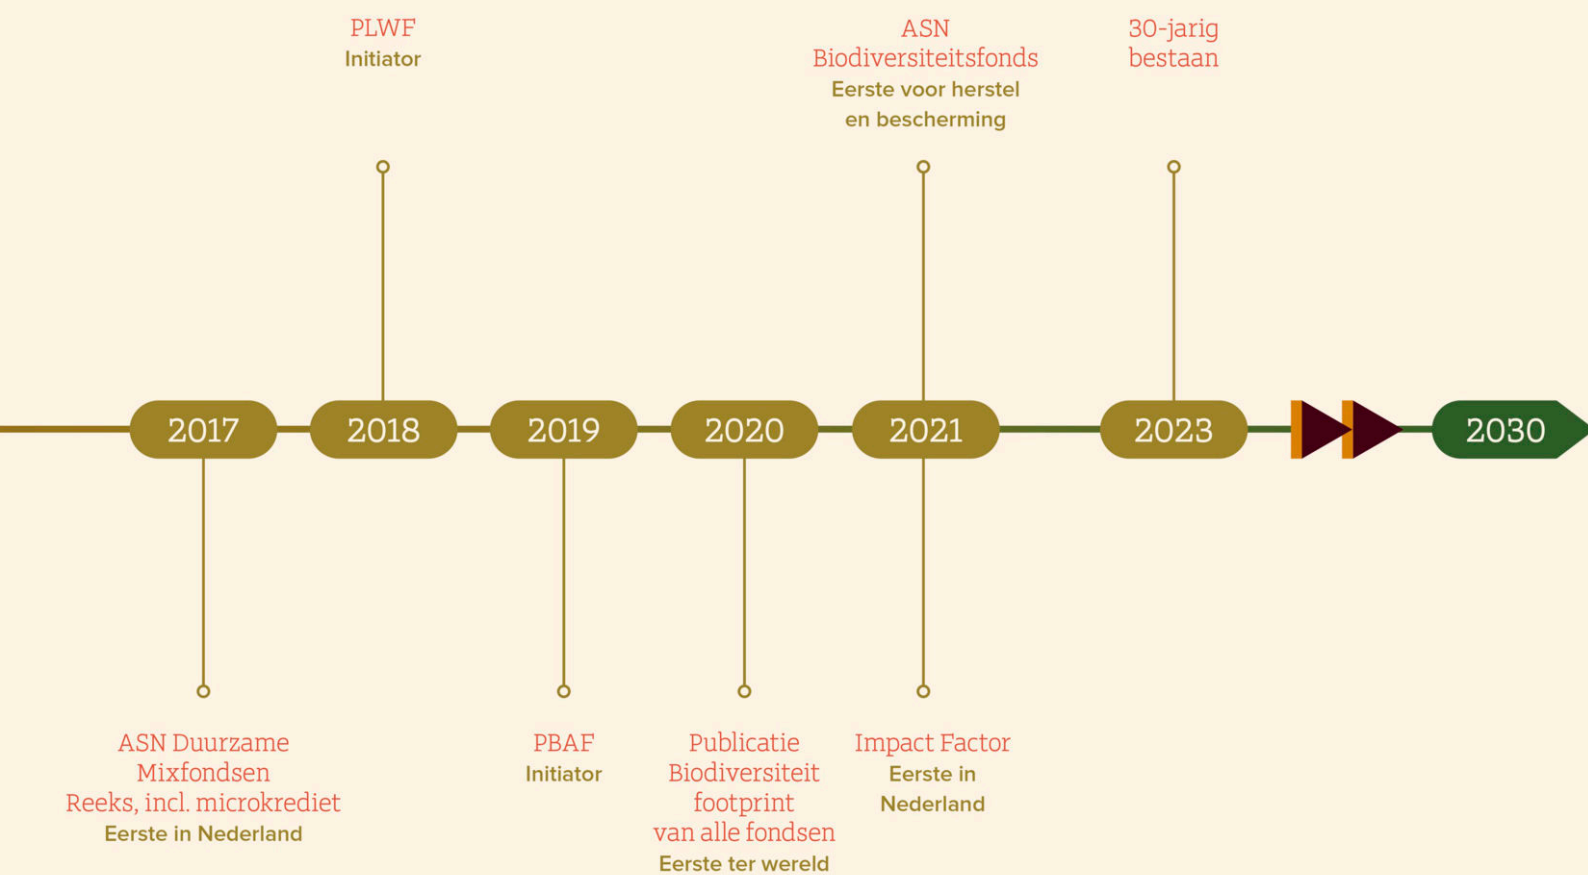 PLWF
Initiator
ASN
Biodiversiteitsfonds
Eerste voor herstel
en bescherming
30-jarig
bestaan
2017
2018
2019
2020
2021
2023
2030
ASN Duurzame
Mixfondsen
Reeks, incl. microkrediet
Eerste in Nederland
PBAF
Initiator
Publicatie
Biodiversiteit
footprint
van alle fondsen
Eerste ter wereld
Impact Factor
Eerste in
Nederland